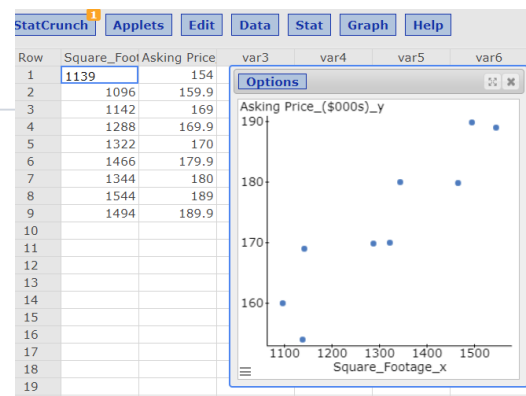 StatCrunch 1 Applets Edit Data Stat Graph Help
Row Square_Foot Asking Price var3 var4 var5 var6
1 1139 154
2 1096 159.9
3 1142 169
4 1288 169.9
5 1322 170
6 1466 179.9
7 1344 180
8 1544 189
9 1494 189.9
10
11
12
13
14
15
16
17
18
19
Options
Asking Price_($000s)_y
190
180
170
160
1100 1200 1300 1400 1500
Square_Footage_x